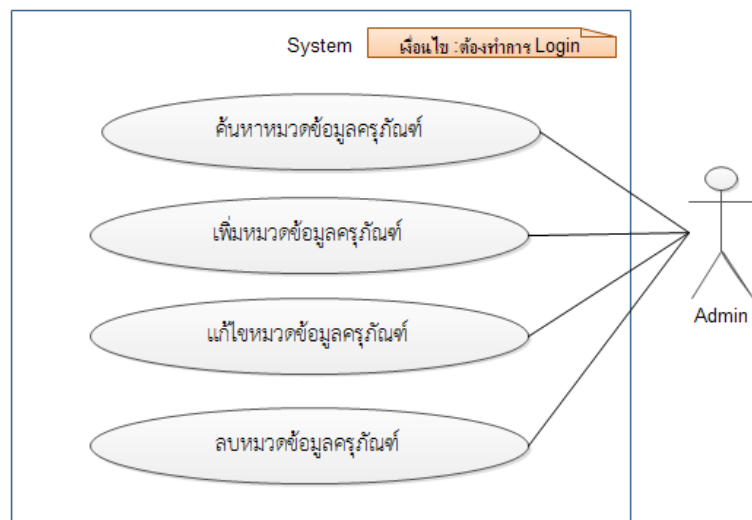 System
เงื่อนไข :ต้องทำการ Login
ค้นหาหมวดข้อมูลครุภัณฑ์
เพิ่มหมวดข้อมูลครุภัณฑ์
แก้ไขหมวดข้อมูลครุภัณฑ์
ลบหมวดข้อมูลครุภัณฑ์
Admin